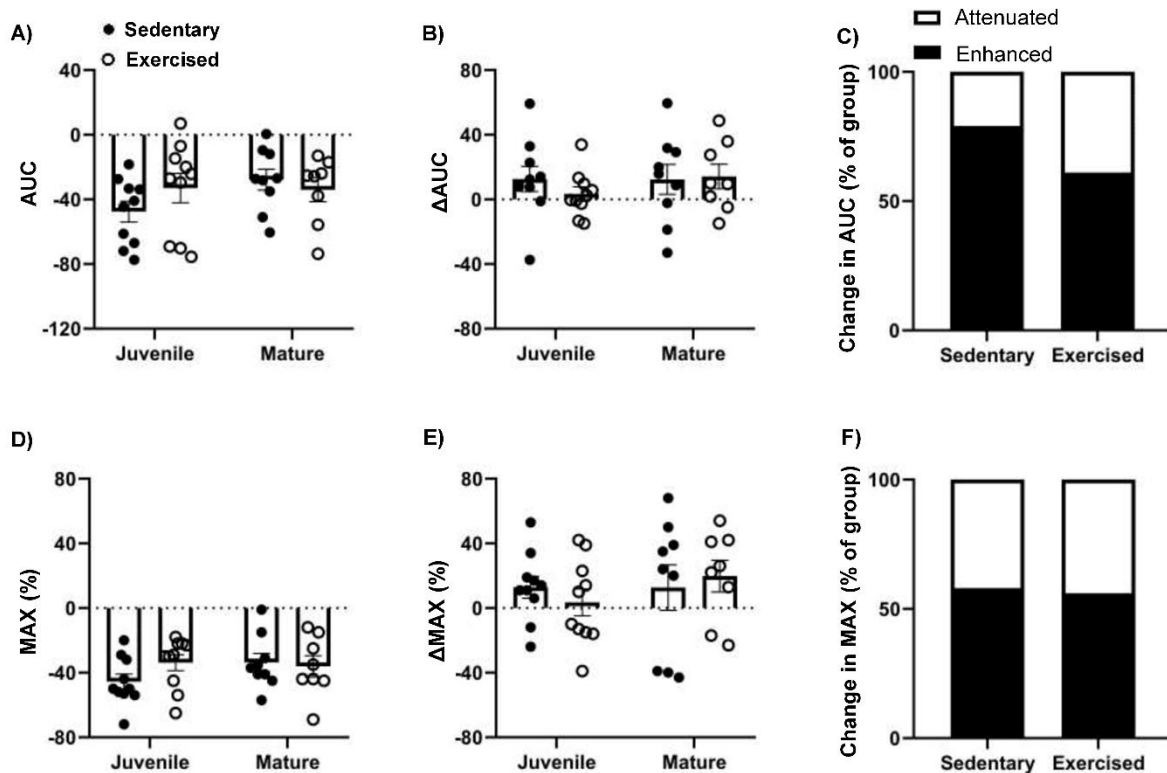 A)
Sedentary
Exercised
40
0
-40
-80
-120
AUC
Juvenile
Mature
B)
80
40
0
-40
-80
ΔAUC
Juvenile
Mature
C)
Attenuated
Enhanced
100
50
0
Change in AUC (% of group)
Sedentary
Exercised
D)
80
40
0
-40
-80
MAX (%)
Juvenile
Mature
E)
80
40
0
-40
-80
ΔMAX (%)
Juvenile
Mature
F)
100
50
0
Change in MAX (% of group)
Sedentary
Exercised